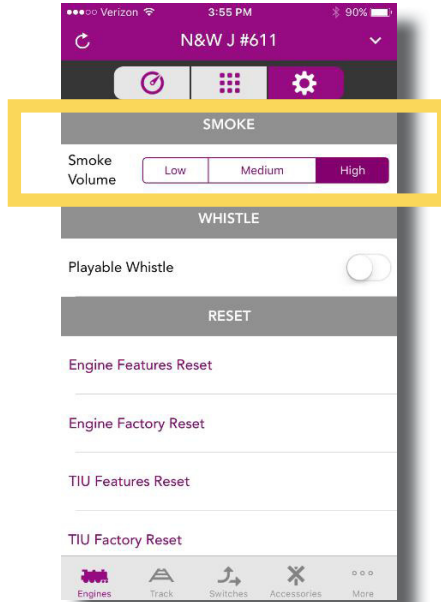 Verizon 3:55 PM 90%
N&W J #611
SMOKE
Smoke
Volume
Low Medium High
WHISTLE
Playable Whistle
RESET
Engine Features Reset
Engine Factory Reset
TIU Features Reset
TIU Factory Reset
Engines Track Switches Accessories More